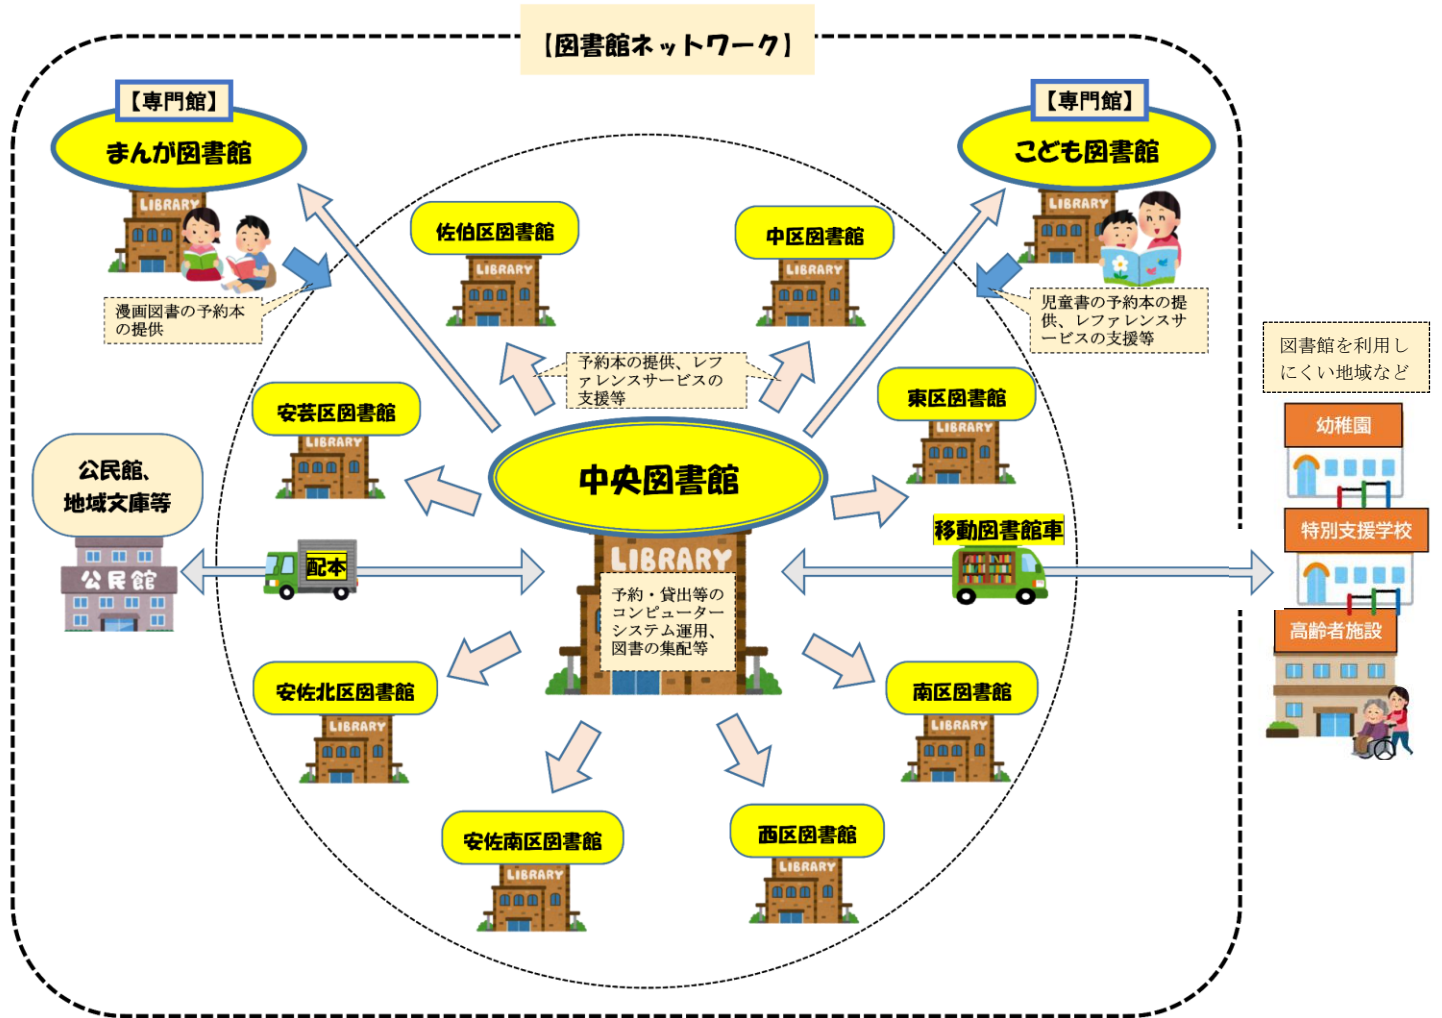 【図書館ネットワーク】
【専門館】
まんが図書館
LIBRARY
漫画図書の予約本
の提供
【専門館】
こども図書館
LIBRARY
児童書の予約本の提
供、レファレンスサ
ービスの支援等
佐伯区図書館
LIBRARY
中区図書館
LIBRARY
予約本の提供、レフ
ァレンスサービスの
支援等
安芸区図書館
LIBRARY
東区図書館
LIBRARY
中央図書館
LIBRARY
予約・貸出等の
コンピューター
システム運用、
図書の集配等
公民館、
地域文庫等
公民館
配本
移動図書館車
図書館を利用し
にくい地域など
幼稚園
特別支援学校
高齢者施設
安佐北区図書館
LIBRARY
南区図書館
LIBRARY
安佐南区図書館
LIBRARY
西区図書館
LIBRARY